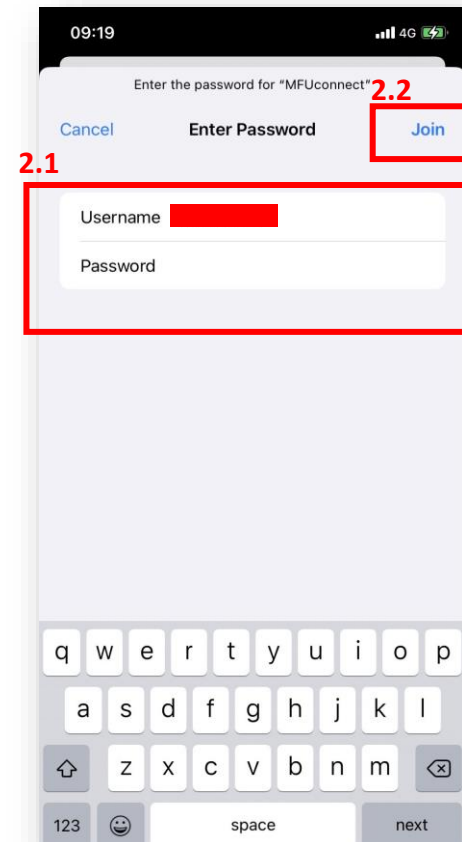 09:19 4G
Enter the password for “MFUconnect”
2.2
Cancel Enter Password Join
2.1
Username
Password
q w e r t y u i o p
a s d f g h j k l
z x c v b n m
123 space next